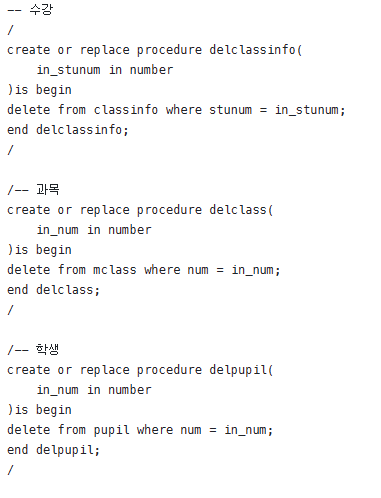 -- 수강
/
create or replace procedure delclassinfo(
    in_stunum in number
)is begin
delete from classinfo where stunum = in_stunum;
end delclassinfo;
/
/-- 과목
create or replace procedure delclass(
    in_num in number
)is begin
delete from mclass where num = in_num;
end delclass;
/
/-- 학생
create or replace procedure delpupil(
    in_num in number
)is begin
delete from pupil where num = in_num;
end delpupil;
/